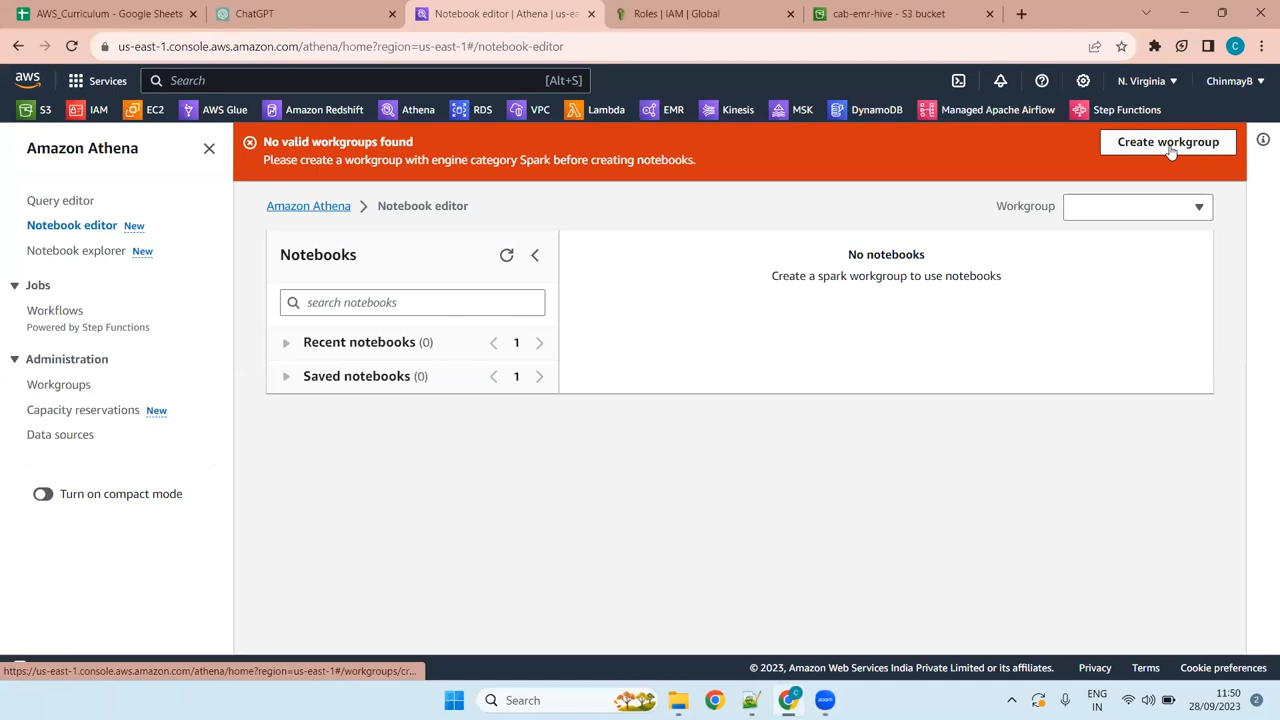 AWS_Curriculum - Google Sheets
ChatGPT
Notebook editor | Athena | us-ea
Roles | IAM | Global
cab-emr-hive - S3 bucket
us-east-1.console.aws.amazon.com/athena/home?region=us-east-1#/notebook-editor
aws
Services
Search
[Alt+S]
N. Virginia
ChinmayB
S3
IAM
EC2
AWS Glue
Amazon Redshift
Athena
RDS
VPC
Lambda
EMR
Kinesis
MSK
DynamoDB
Managed Apache Airflow
Step Functions
Amazon Athena
Query editor
Notebook editor New
Notebook explorer New
Jobs
Workflows
Powered by Step Functions
Administration
Workgroups
Capacity reservations New
Data sources
Turn on compact mode
No valid workgroups found
Please create a workgroup with engine category Spark before creating notebooks.
Create workgroup
Amazon Athena
Notebook editor
Workgroup
Notebooks
search notebooks
Recent notebooks (0)
1
Saved notebooks (0)
1
No notebooks
Create a spark workgroup to use notebooks
https://us-east-1.console.aws.amazon.com/athena/home?region=us-east-1#/workgroups/cr...
© 2023, Amazon Web Services India Private Limited or its affiliates.
Privacy
Terms
Cookie preferences
Search
ENG
IN
11:50
28/09/2023
2